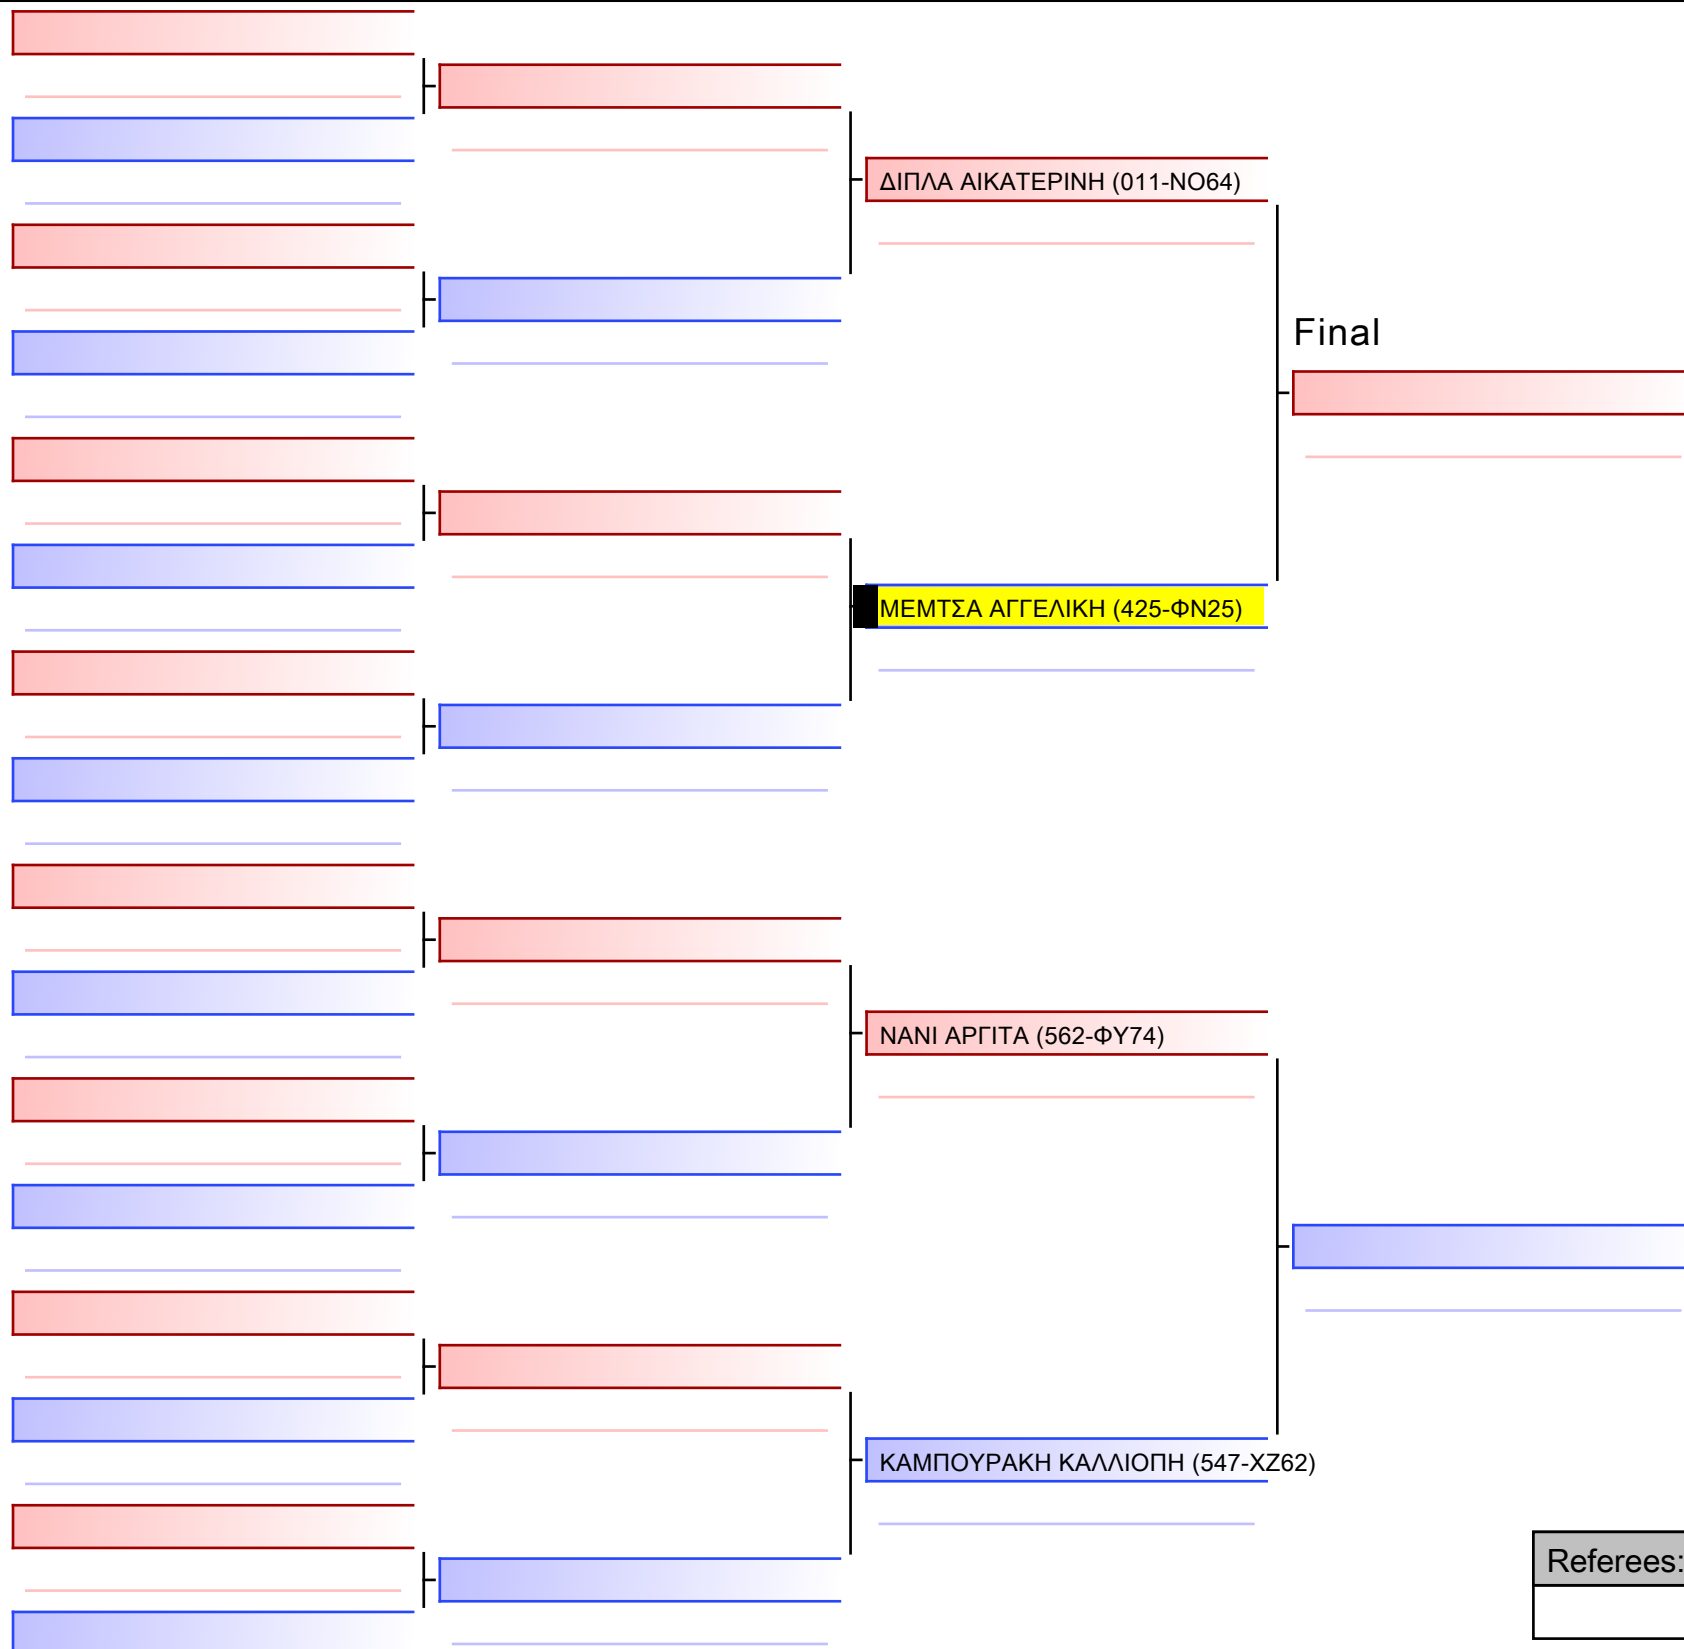 ΔΙΠΛΑ ΑΙΚΑΤΕΡΙΝΗ (011-ΝΟ64)
Final
ΜΕΜΤΣΑ ΑΓΓΕΛΙΚΗ (425-ΦΝ25)
ΝΑΝΙ ΑΡΓΙΤΑ (562-ΦΥ74)
ΚΑΜΠΟΥΡΑΚΗ ΚΑΛΛΙΟΠΗ (547-ΧΖ62)
Referees: